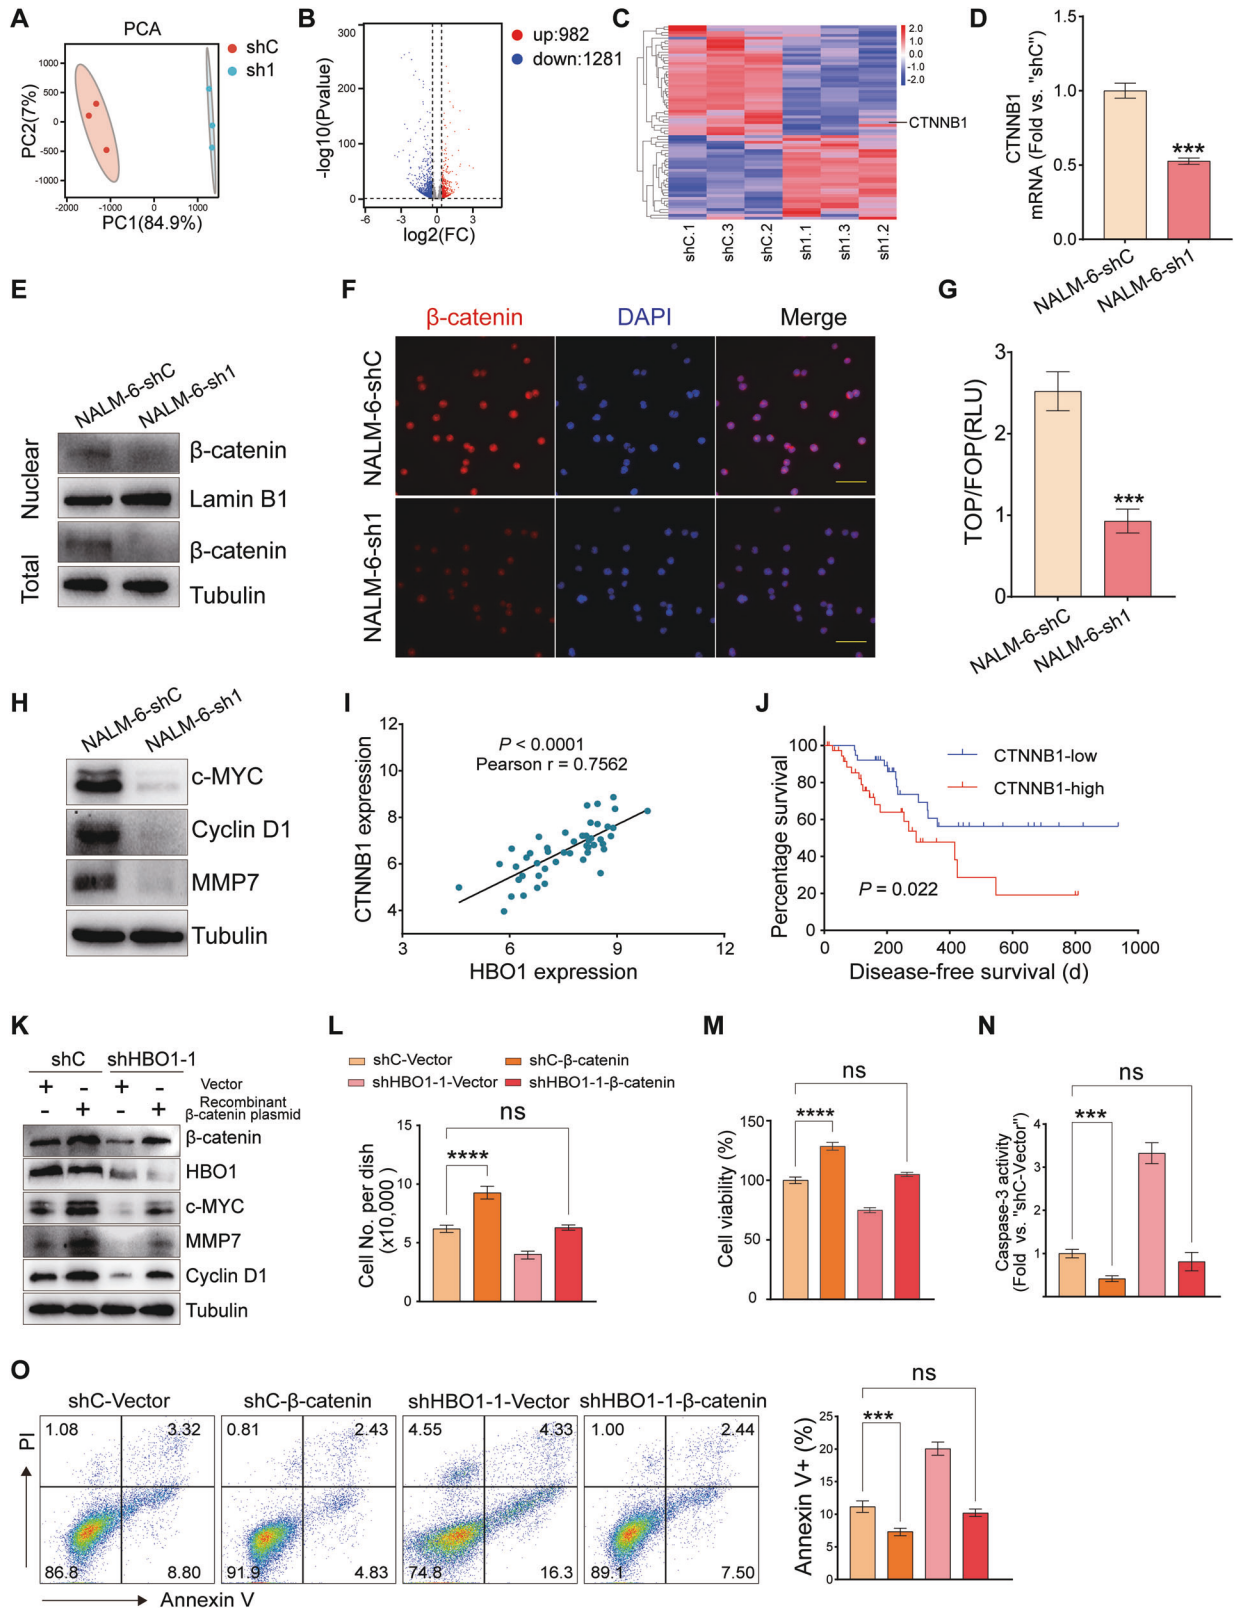 A
PCA
shC
sh1
PC2(7%)
1000
500
0
-500
-1000
-2000 -1000 0 1000
PC1(84.9%)
B
-log10(Pvalue)
300
200
100
0
-6 -3 0 3 6
log2(FC)
up:982
down:1281
C
2.0
1.0
0.0
-1.0
-2.0
CTNNB1
shC.1 shC.3 shC.2 sh1.1 sh1.3 sh1.2
D
CTNNB1
mRNA (Fold vs. "shC")
1.5
1.0
0.5
0.0
***
NALM-6-shC
NALM-6-sh1
E
NALM-6-shC
NALM-6-sh1
Nuclear
β-catenin
Lamin B1
Total
β-catenin
Tubulin
F
β-catenin DAPI Merge
NALM-6-shC
NALM-6-sh1
G
TOP/FOP(RLU)
3
2
1
0
***
NALM-6-shC
NALM-6-sh1
H
NALM-6-shC
NALM-6-sh1
c-MYC
Cyclin D1
MMP7
Tubulin
I
CTNNB1 expression
12
10
8
6
4
P < 0.0001
Pearson r = 0.7562
3 6 9 12
HBO1 expression
J
Percentage survival
100
80
60
40
20
0
CTNNB1-low
CTNNB1-high
P = 0.022
0 200 400 600 800 1000
Disease-free survival (d)
K
shC shHBO1-1
+ - + - Vector
- + - + Recombinant
β-catenin plasmid
β-catenin
HBO1
c-MYC
MMP7
Cyclin D1
Tubulin
L
shC-Vector shC-β-catenin
shHBO1-1-Vector shHBO1-1-β-catenin
Cell No. per dish
(x10,000)
15
10
5
0
ns
****
M
Cell viability (%)
150
100
50
0
ns
****
N
Caspase-3 activity
(Fold vs. "shC-Vector")
4
3
2
1
0
ns
***
O
shC-Vector shC-β-catenin shHBO1-1-Vector shHBO1-1-β-catenin
PI
1.08 3.32 0.81 2.43 4.55 4.33 1.00 2.44
86.8 8.80 91.9 4.83 74.8 16.3 89.1 7.50
Annexin V
Annexin V+ (%)
25
20
15
10
5
0
ns
***